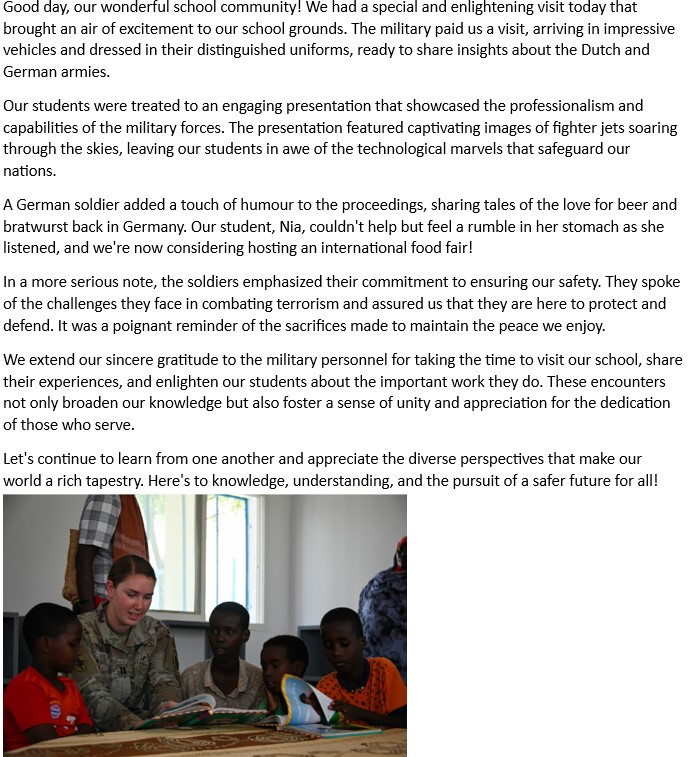 Good day, our wonderful school community! We had a special and enlightening visit today that
brought an air of excitement to our school grounds. The military paid us a visit, arriving in impressive
vehicles and dressed in their distinguished uniforms, ready to share insights about the Dutch and
German armies.
Our students were treated to an engaging presentation that showcased the professionalism and
capabilities of the military forces. The presentation featured captivating images of fighter jets soaring
through the skies, leaving our students in awe of the technological marvels that safeguard our
nations.
A German soldier added a touch of humour to the proceedings, sharing tales of the love for beer and
bratwurst back in Germany. Our student, Nia, couldn't help but feel a rumble in her stomach as she
listened, and we're now considering hosting an international food fair!
In a more serious note, the soldiers emphasized their commitment to ensuring our safety. They spoke
of the challenges they face in combating terrorism and assured us that they are here to protect and
defend. It was a poignant reminder of the sacrifices made to maintain the peace we enjoy.
We extend our sincere gratitude to the military personnel for taking the time to visit our school, share
their experiences, and enlighten our students about the important work they do. These encounters
not only broaden our knowledge but also foster a sense of unity and appreciation for the dedication
of those who serve.
Let's continue to learn from one another and appreciate the diverse perspectives that make our
world a rich tapestry. Here's to knowledge, understanding, and the pursuit of a safer future for all!